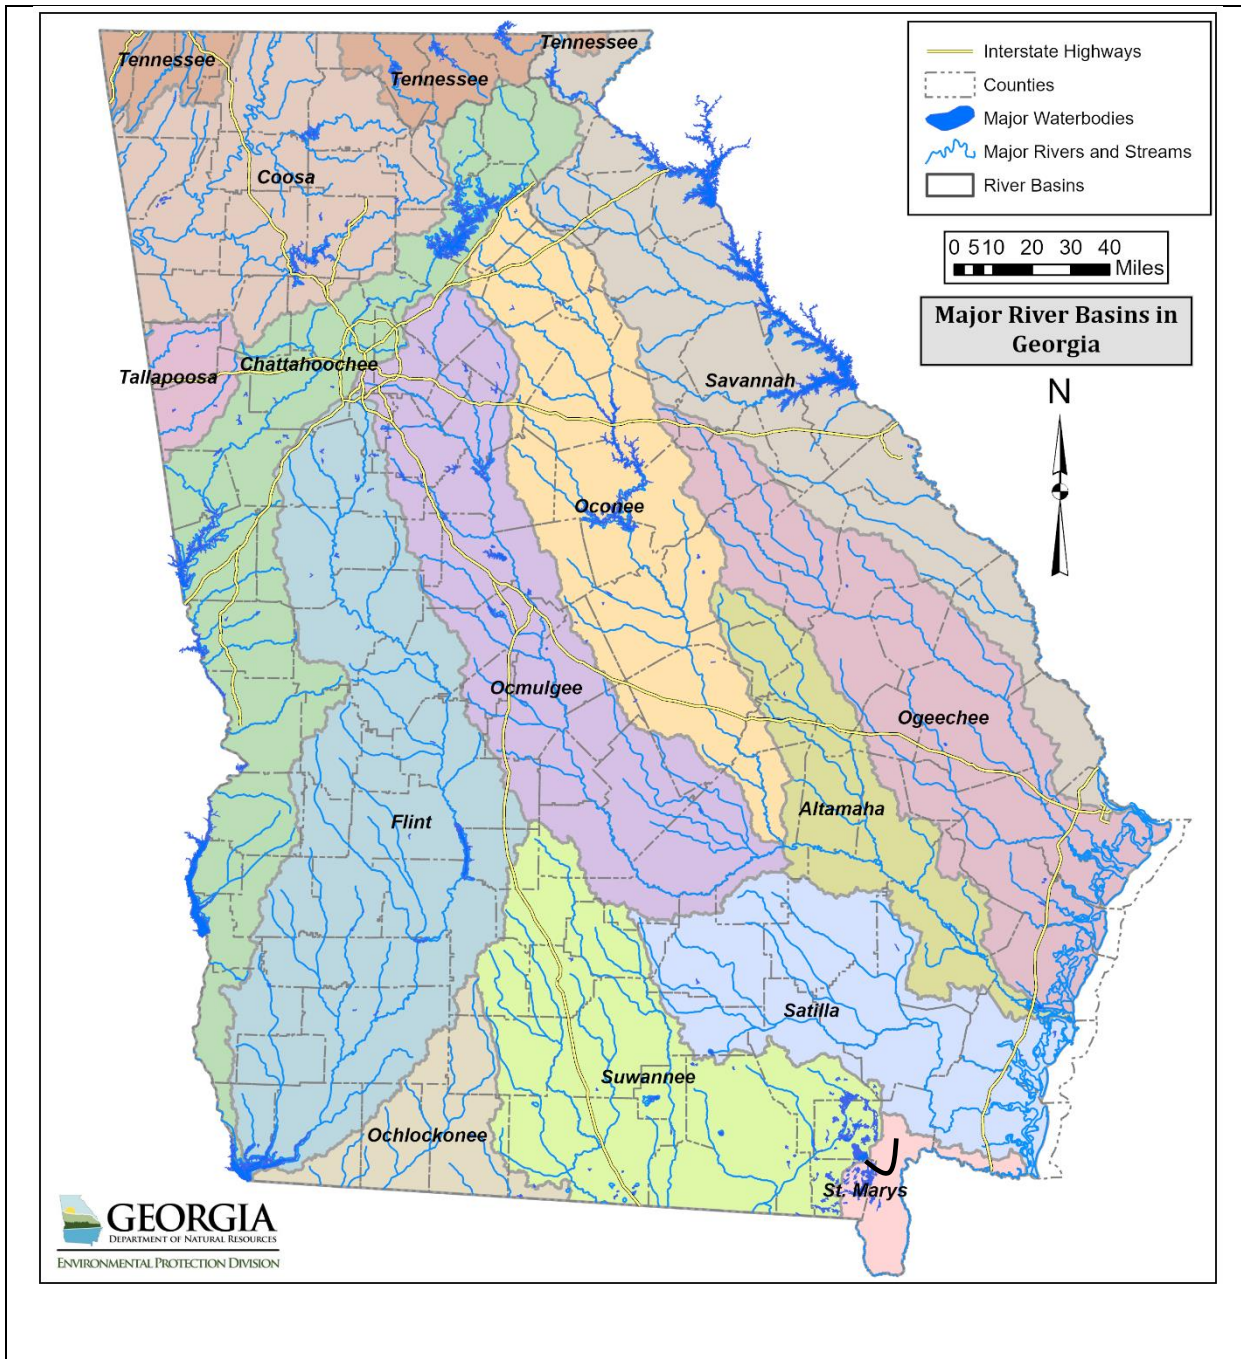 Tennessee
Tennessee
Tennessee
Interstate Highways
Counties
Major Waterbodies
Major Rivers and Streams
River Basins
Coosa
0 5 10 20 30 40
Miles
Major River Basins in
Georgia
Chattahoochee
Tallapoosa
Savannah
N
Oconee
Ocmulgee
Ogeechee
Flint
Altamaha
Satilla
Suwannee
Ochlockonee
St. Marys
GEORGIA
DEPARTMENT OF NATURAL RESOURCES
ENVIRONMENTAL PROTECTION DIVISION